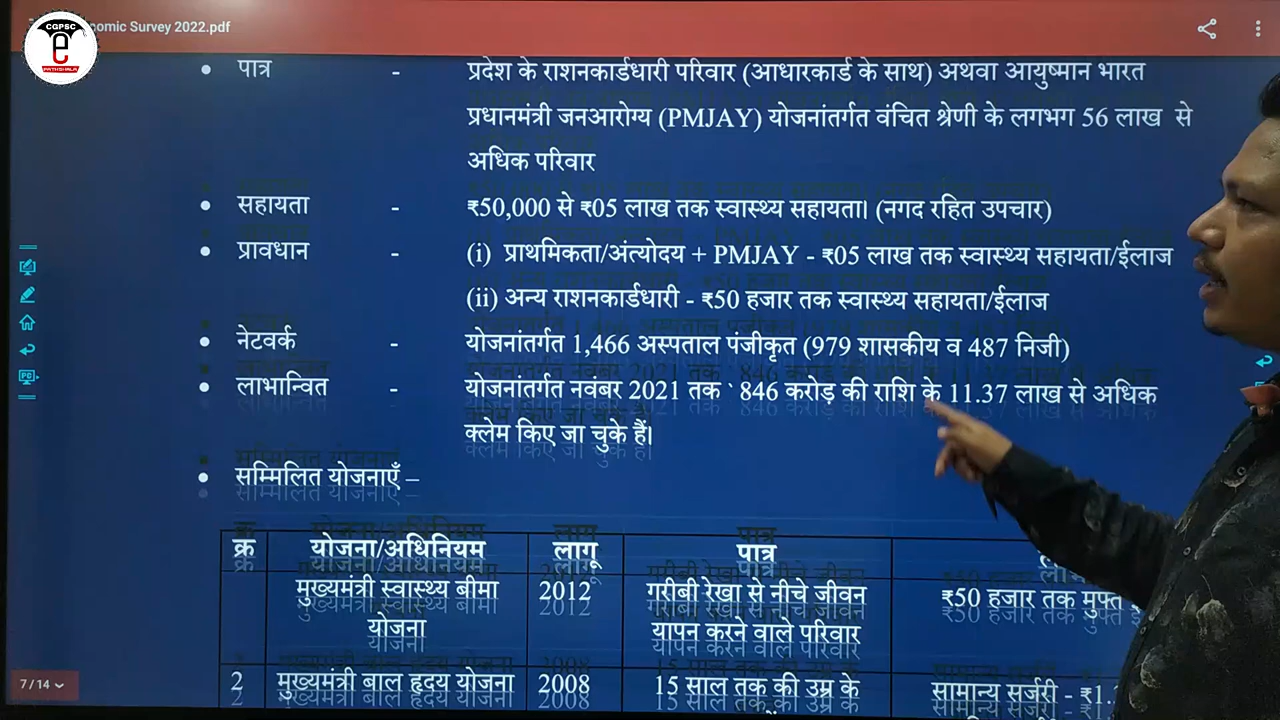 CGPSC
e
PATHSHALA
nomic Survey 2022.pdf
• पात्र - प्रदेश के राशनकार्डधारी परिवार (आधारकार्ड के साथ) अथवा आयुष्मान भारत
प्रधानमंत्री जनआरोग्य (PMJAY) योजनांतर्गत वंचित श्रेणी के लगभग 56 लाख से
अधिक परिवार
• सहायता - ₹50,000 से ₹05 लाख तक स्वास्थ्य सहायता। (नगद रहित उपचार)
• प्रावधान - (i) प्राथमिकता/अंत्योदय + PMJAY - ₹05 लाख तक स्वास्थ्य सहायता/ईलाज
(ii) अन्य राशनकार्डधारी - ₹50 हजार तक स्वास्थ्य सहायता/ईलाज
• नेटवर्क - योजनांतर्गत 1,466 अस्पताल पंजीकृत (979 शासकीय व 487 निजी)
• लाभान्वित - योजनांतर्गत नवंबर 2021 तक ` 846 करोड़ की राशि के 11.37 लाख से अधिक
क्लेम किए जा चुके हैं।
• सम्मिलित योजनाएँ –
क्र योजना/अधिनियम लागू पात्र
मुख्यमंत्री स्वास्थ्य बीमा 2012 गरीबी रेखा से नीचे जीवन ₹50 हजार तक मुफ्त
योजना यापन करने वाले परिवार
2 मुख्यमंत्री बाल हृदय योजना 2008 15 साल तक की उम्र के सामान्य सर्जरी - ₹1.
7 / 14